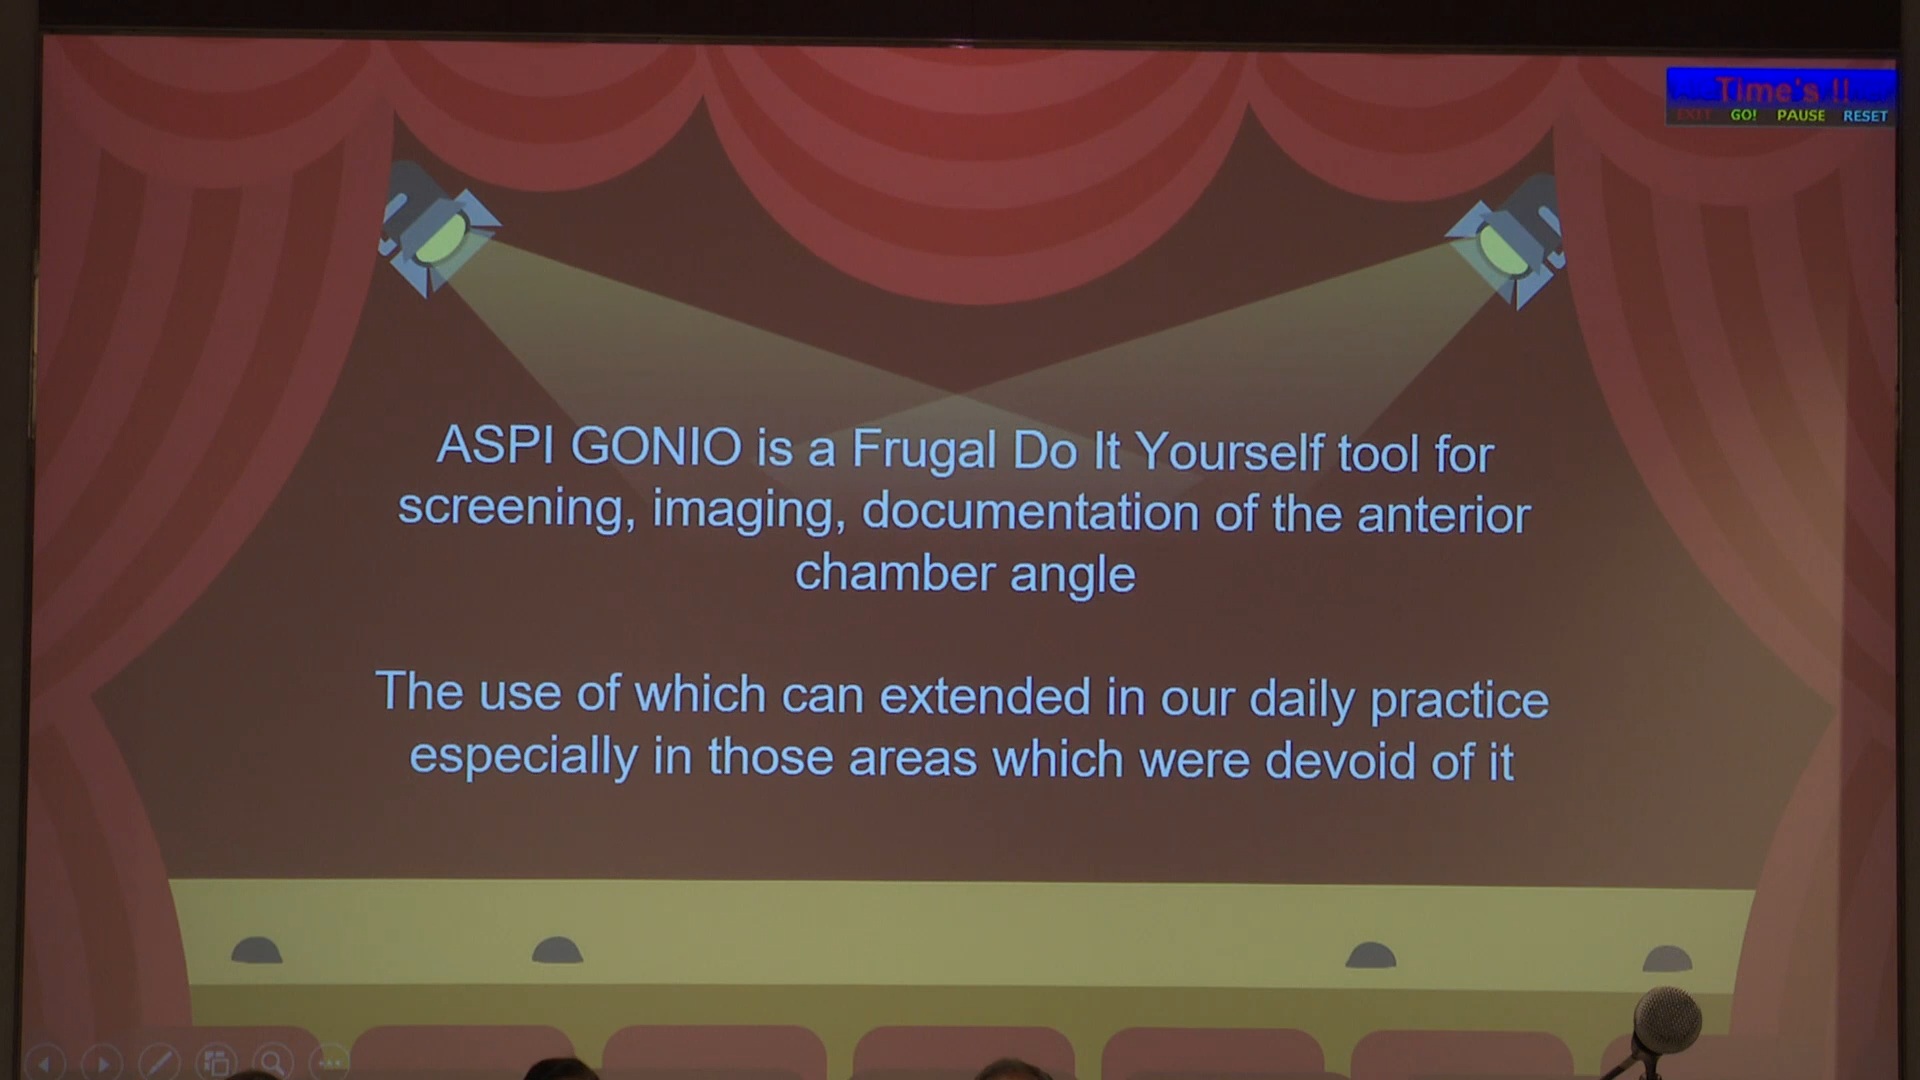 Time's !!
EXIT GO! PAUSE RESET
ASPI GONIO is a Frugal Do It Yourself tool for
screening, imaging, documentation of the anterior
chamber angle
The use of which can extended in our daily practice
especially in those areas which were devoid of it